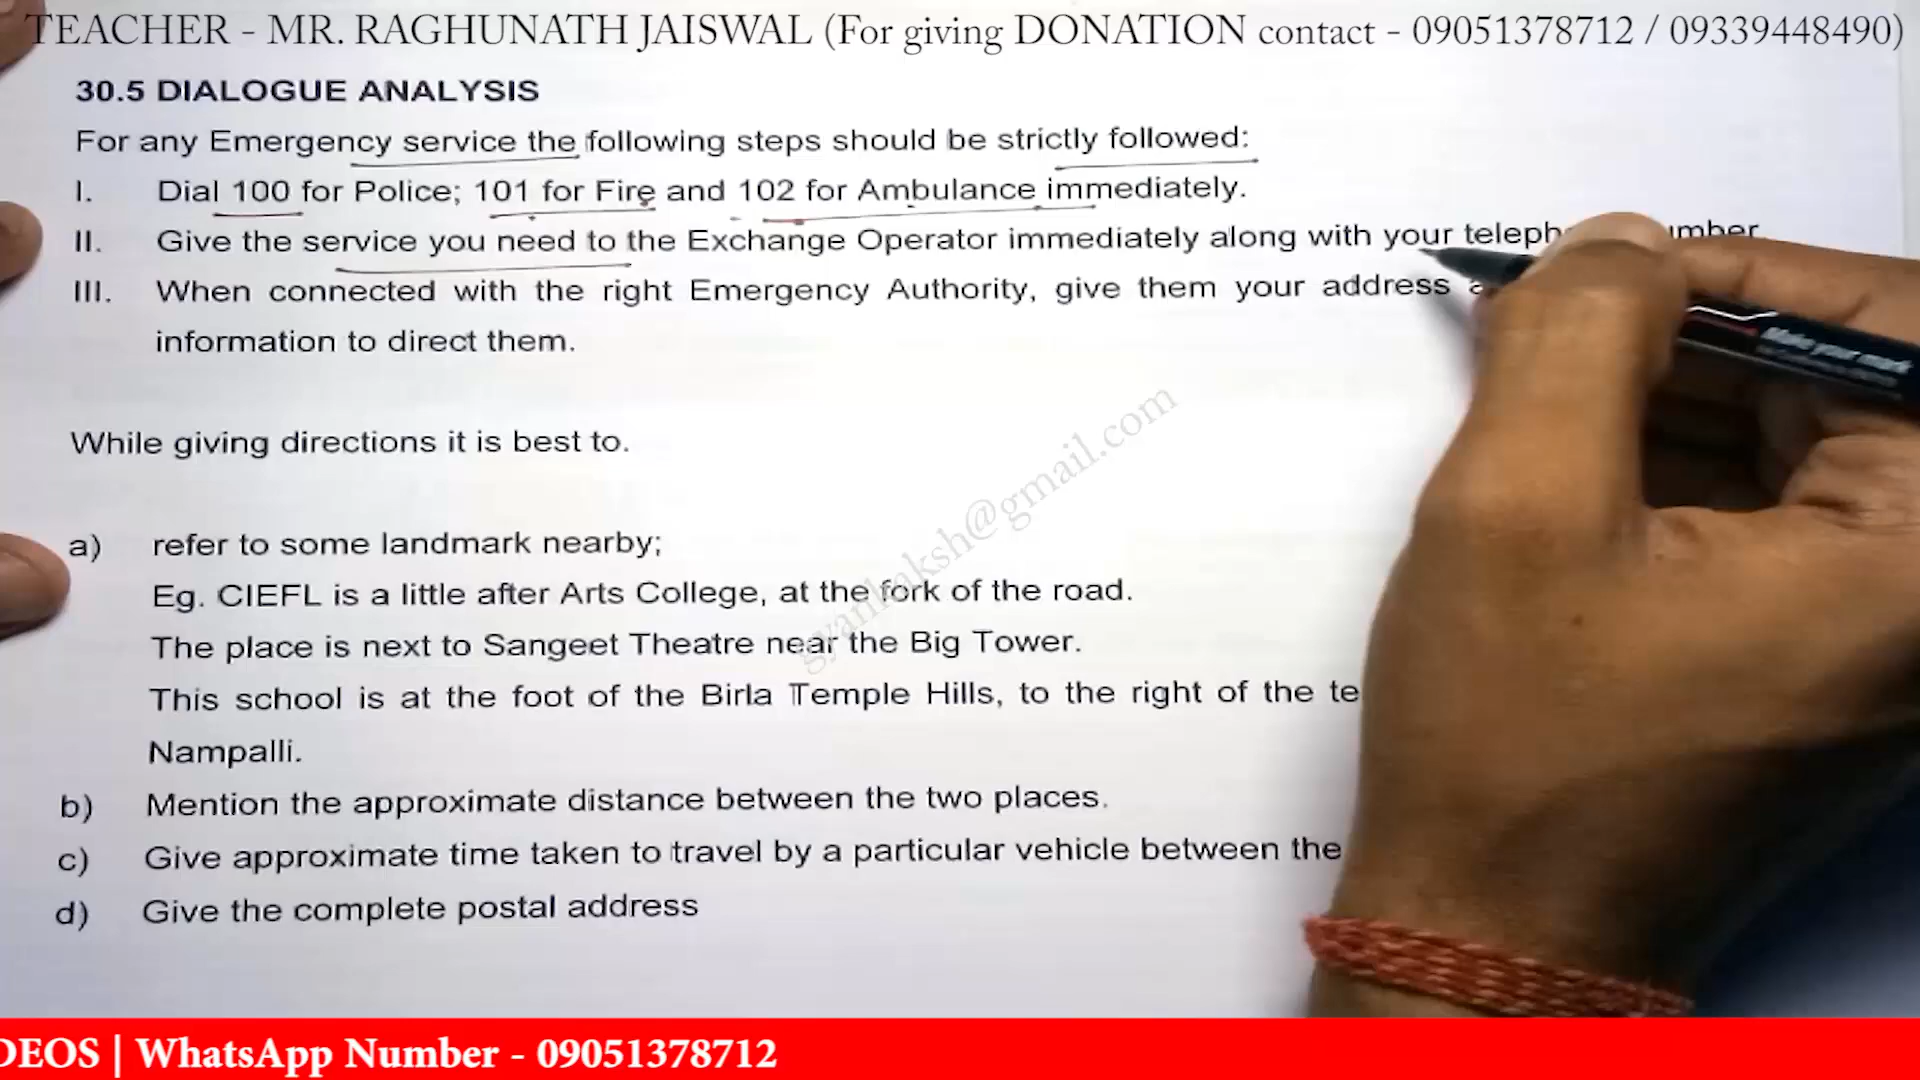 TEACHER - MR. RAGHUNATH JAISWAL (For giving DONATION contact - 09051378712 / 09339448490)
30.5 DIALOGUE ANALYSIS
For any Emergency service the following steps should be strictly followed:
I. Dial 100 for Police; 101 for Fire and 102 for Ambulance immediately.
II. Give the service you need to the Exchange Operator immediately along with your
III. When connected with the right Emergency Authority, give them your address
information to direct them.
While giving directions it is best to.
a) refer to some landmark nearby;
Eg. CIEFL is a little after Arts College, at the fork of the road.
The place is next to Sangeet Theatre near the Big Tower.
This school is at the foot of the Birla Temple Hills, to the right of the
Nampalli.
b) Mention the approximate distance between the two places.
c) Give approximate time taken to travel by a particular vehicle between the
d) Give the complete postal address
DEOS | WhatsApp Number - 09051378712